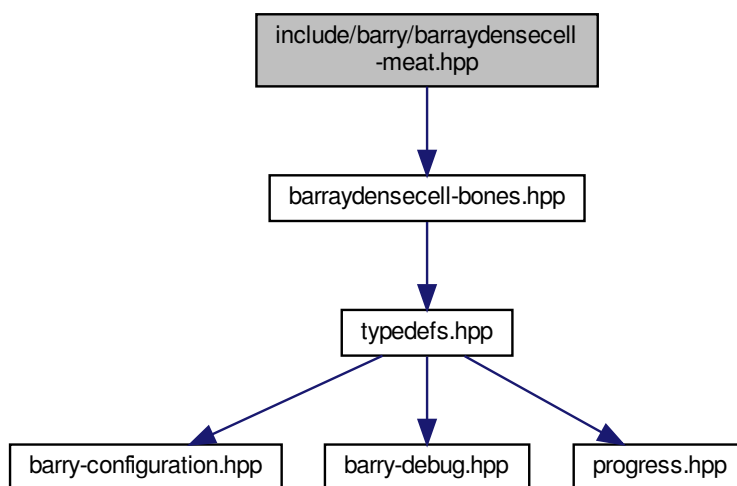 include/barry/barraydensecell
-meat.hpp
barraydensecell-bones.hpp
typedefs.hpp
barry-configuration.hpp
barry-debug.hpp
progress.hpp